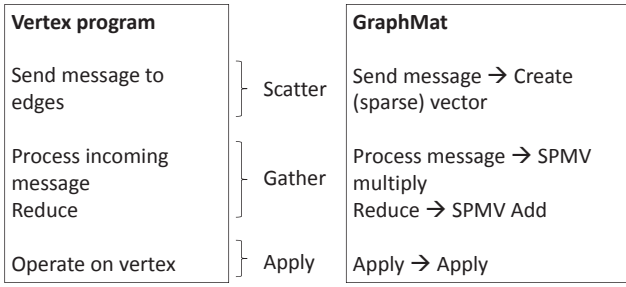 Vertex program
Send message to
edges
Process incoming
message
Reduce
Operate on vertex
Scatter
Gather
Apply
GraphMat
Send message → Create
(sparse) vector
Process message → SPMV
multiply
Reduce → SPMV Add
Apply → Apply